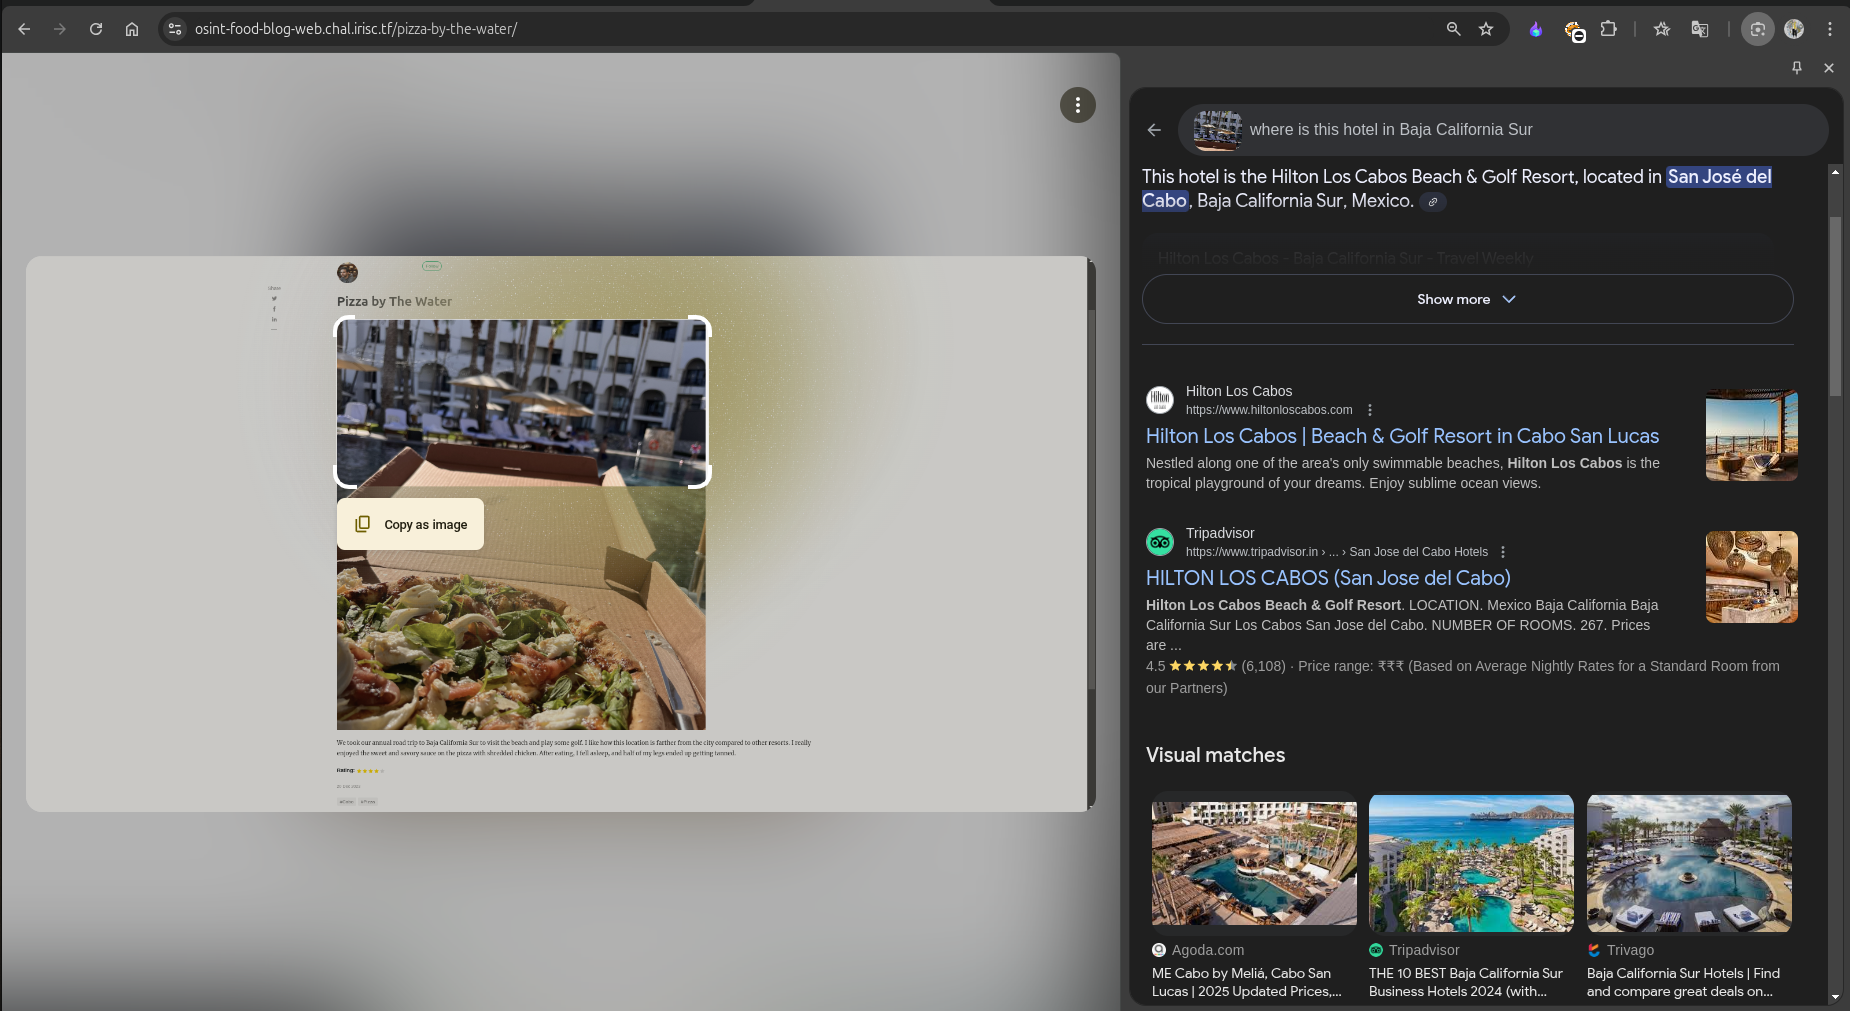 osint-food-blog-web.chal.irisc.tf/pizza-by-the-water/
Share
Pizza by The Water
Copy as image
We took our annual road trip to Baja California Sur to visit the beach and play some golf. I like how this location is farther from the city compared to other resorts. I really
enjoyed the sweet and savory sauce on the pizza with shredded chicken. After eating, I fell asleep, and half of my legs ended up getting tanned.
Rating:
#Pizza
where is this hotel in Baja California Sur
This hotel is the Hilton Los Cabos Beach & Golf Resort, located in San José del
Cabo, Baja California Sur, Mexico.
Hilton Los Cabos - Baja California Sur - Travel Weekly
Show more
Hilton
Hilton Los Cabos
https://www.hiltonloscabos.com
Hilton Los Cabos | Beach & Golf Resort in Cabo San Lucas
Nestled along one of the area's only swimmable beaches, Hilton Los Cabos is the
tropical playground of your dreams. Enjoy sublime ocean views.
Tripadvisor
https://www.tripadvisor.in › ... › San Jose del Cabo Hotels
HILTON LOS CABOS (San Jose del Cabo)
Hilton Los Cabos Beach & Golf Resort. LOCATION. Mexico Baja California Baja
California Sur Los Cabos San Jose del Cabo. NUMBER OF ROOMS. 267. Prices
are ...
4.5 (6,108) · Price range: ₹₹₹ (Based on Average Nightly Rates for a Standard Room from
our Partners)
Visual matches
Agoda.com
ME Cabo by Meliá, Cabo San
Lucas | 2025 Updated Prices,...
Tripadvisor
THE 10 BEST Baja California Sur
Business Hotels 2024 (with...
Trivago
Baja California Sur Hotels | Find
and compare great deals on...